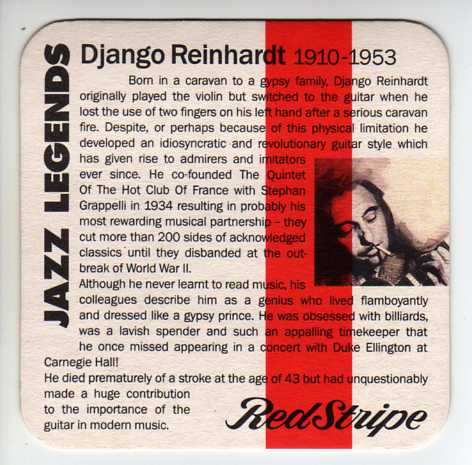 JAZZ LEGENDS
Django Reinhardt 1910-1953
Born in a caravan to a gypsy family, Django Reinhardt
originally played the violin but switched to the guitar when he
lost the use of two fingers on his left hand after a serious caravan
fire. Despite, or perhaps because of this physical limitation he
developed an idiosyncratic and revolutionary guitar style which
has given rise to admirers and imitators
ever since. He co-founded The Quintet
Of The Hot Club Of France with Stephan
Grappelli in 1934 resulting in probably his
most rewarding musical partnership – they
cut more than 200 sides of acknowledged
classics until they disbanded at the out-
break of World War II.
Although he never learnt to read music, his
colleagues describe him as a genius who lived flamboyantly
and dressed like a gypsy prince. He was obsessed with billiards,
was a lavish spender and such an appalling timekeeper that
he once missed appearing in a concert with Duke Ellington at
Carnegie Hall!
He died prematurely of a stroke at the age of 43 but had unquestionably
made a huge contribution
to the importance of the
guitar in modern music.
Red Stripe